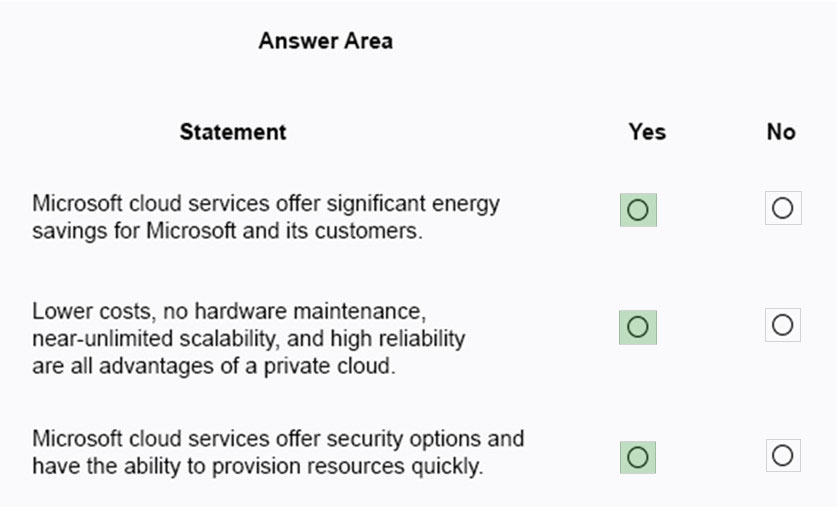 Answer Area
Statement Yes No
Microsoft cloud services offer significant energy
savings for Microsoft and its customers.
Lower costs, no hardware maintenance,
near-unlimited scalability, and high reliability
are all advantages of a private cloud.
Microsoft cloud services offer security options and
have the ability to provision resources quickly.